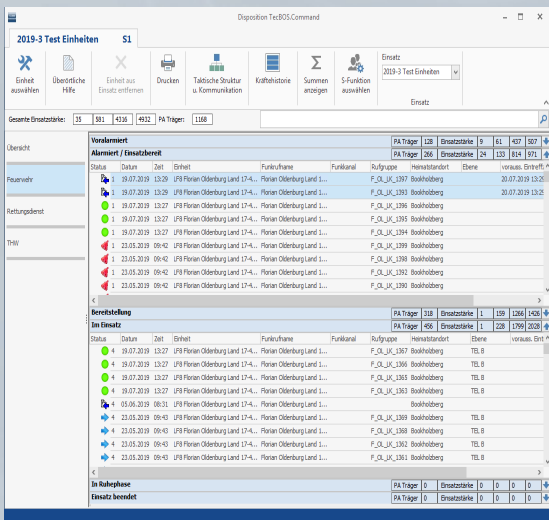 Disposition TecBOS.Command
2019-3 Test Einheiten S1
Einheit auswählen
Überörtliche Hilfe
Einheit aus Einsatz entfernen
Drucken
Taktische Struktur u. Kommunikation
Kräftehistorie
Summen anzeigen
S-Funktion auswählen
Einsatz
2019-3 Test Einheiten
Einsatz
Gesamte Einsatzstärke: 35 581 4316 4932 PA Träger: 1168
Übersicht
Feuerwehr
Rettungsdienst
THW
Voralarmiert PA Träger 128 Einsatzstärke 9 61 437 507
Alarmiert / Einsatzbereit PA Träger 266 Einsatzstärke 24 133 814 971
Status Datum Zeit Einheit Funkrufname Funkkanal Rufgruppe Heimatstandort Ebene vorauss. Eintreffz
1 19.07.2019 13:29 LF8 Florian Oldenburg Land 17-4... Florian Oldenburg Land 1... F_OL_LK_1397 Bookholzberg 20.07.2019 13:29
1 19.07.2019 13:29 LF8 Florian Oldenburg Land 17-4... Florian Oldenburg Land 1... F_OL_LK_1393 Bookholzberg 20.07.2019 13:29
1 19.07.2019 13:27 LF8 Florian Oldenburg Land 17-4... Florian Oldenburg Land 1... F_OL_LK_1396 Bookholzberg
1 19.07.2019 13:27 LF8 Florian Oldenburg Land 17-4... Florian Oldenburg Land 1... F_OL_LK_1395 Bookholzberg
1 19.07.2019 13:27 LF8 Florian Oldenburg Land 17-4... Florian Oldenburg Land 1... F_OL_LK_1394 Bookholzberg
1 23.05.2019 09:42 LF8 Florian Oldenburg Land 17-4... Florian Oldenburg Land 1... F_OL_LK_1399 Bookholzberg
1 23.05.2019 09:42 LF8 Florian Oldenburg Land 17-4... Florian Oldenburg Land 1... F_OL_LK_1398 Bookholzberg
1 23.05.2019 09:42 LF8 Florian Oldenburg Land 17-4... Florian Oldenburg Land 1... F_OL_LK_1392 Bookholzberg
1 23.05.2019 09:42 LF8 Florian Oldenburg Land 17-4... Florian Oldenburg Land 1... F_OL_LK_1390 Bookholzberg
Bereitstellung PA Träger 318 Einsatzstärke 1 159 1266 1426
Im Einsatz PA Träger 456 Einsatzstärke 1 228 1799 2028
Status Datum Zeit Einheit Funkrufname Funkkanal Rufgruppe Heimatstandort Ebene vorauss. Eint
4 19.07.2019 13:27 LF8 Florian Oldenburg Land 17-4... Florian Oldenburg Land 1... F_OL_LK_1367 Bookholzberg TEL B
4 19.07.2019 13:27 LF8 Florian Oldenburg Land 17-4... Florian Oldenburg Land 1... F_OL_LK_1366 Bookholzberg TEL B
4 19.07.2019 13:27 LF8 Florian Oldenburg Land 17-4... Florian Oldenburg Land 1... F_OL_LK_1365 Bookholzberg TEL B
4 19.07.2019 13:27 LF8 Florian Oldenburg Land 17-4... Florian Oldenburg Land 1... F_OL_LK_1363 Bookholzberg TEL B
4 05.06.2019 08:31 LF8 Florian Oldenburg Land 17-4... Florian Oldenburg Land 1... Bookholzberg
4 23.05.2019 09:43 LF8 Florian Oldenburg Land 17-4... Florian Oldenburg Land 1... F_OL_LK_1369 Bookholzberg TEL B
4 23.05.2019 09:43 LF8 Florian Oldenburg Land 17-4... Florian Oldenburg Land 1... F_OL_LK_1368 Bookholzberg TEL B
4 23.05.2019 09:43 LF8 Florian Oldenburg Land 17-4... Florian Oldenburg Land 1... F_OL_LK_1362 Bookholzberg TEL B
4 23.05.2019 09:43 LF8 Florian Oldenburg Land 17-4... Florian Oldenburg Land 1... F_OL_LK_1361 Bookholzberg TEL B
In Ruhephase PA Träger 0 Einsatzstärke 0 0 0 0
Einsatz beendet PA Träger 0 Einsatzstärke 0 0 0 0